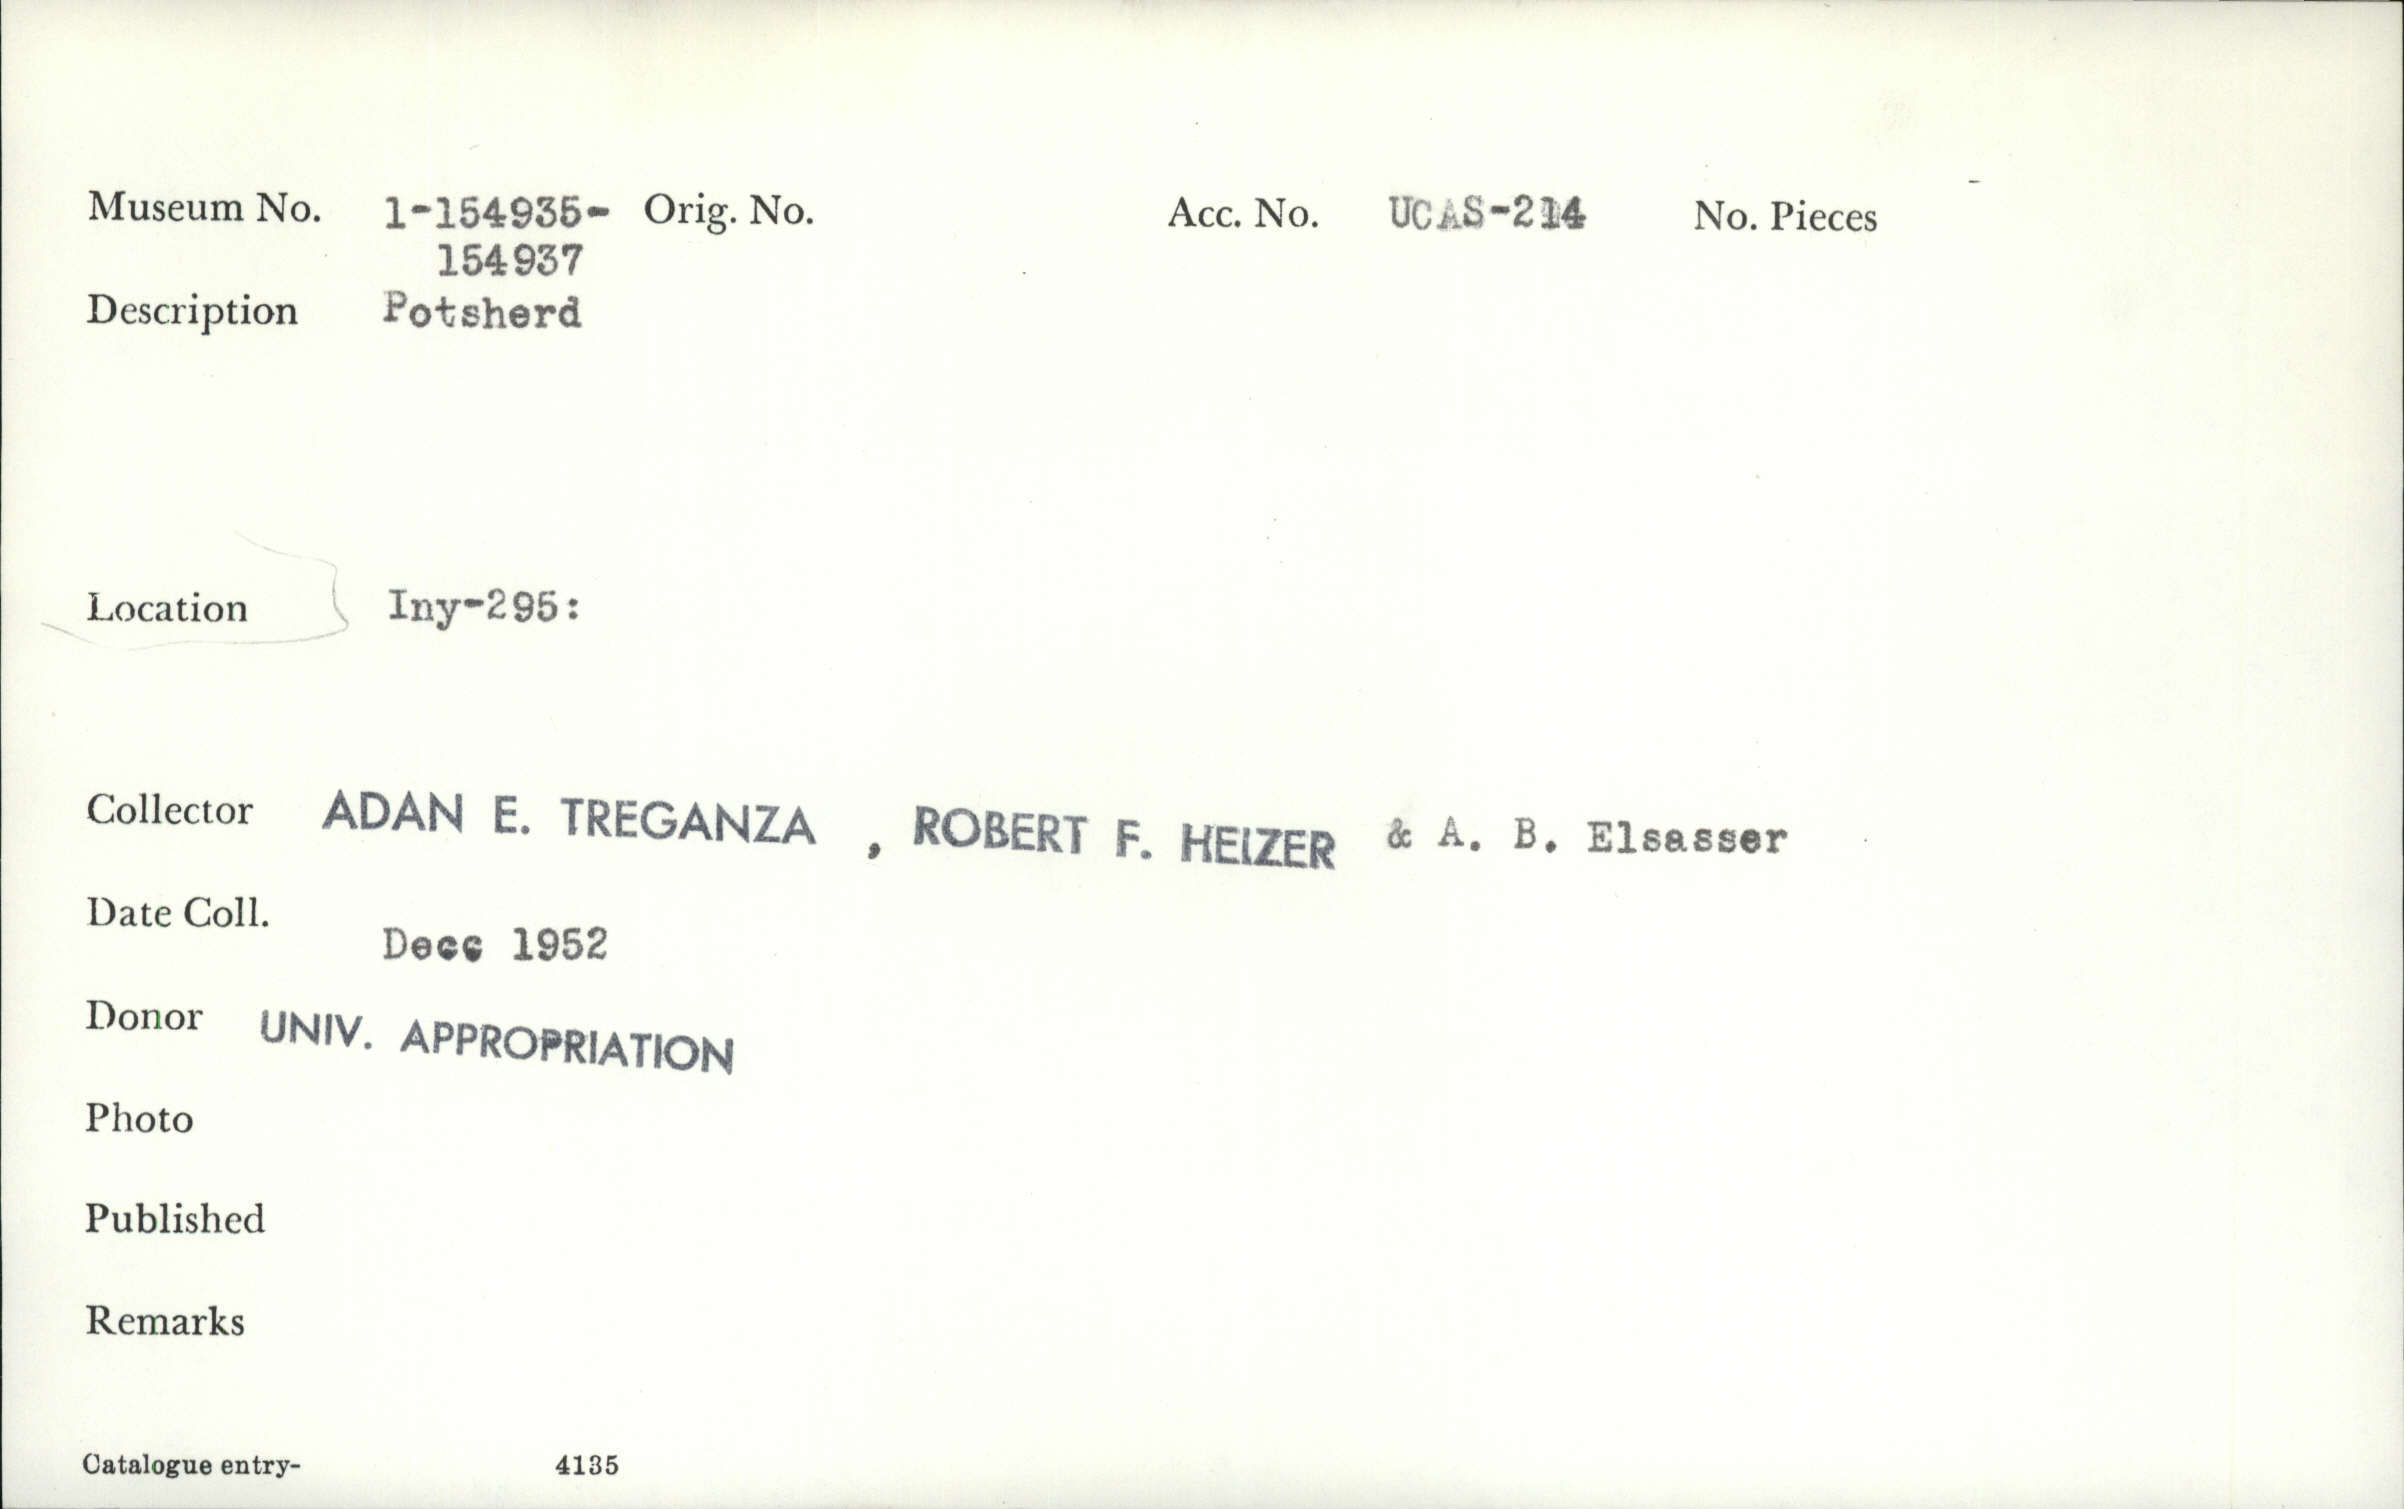 Museum No. 1-154935- Orig. No. Acc. No. UCAS-214 No. Pieces
154937
Description Potsherd
Location Iny-295:
Collector ADAN E. TREGANZA , ROBERT F. HEIZER & A. B. Elsasser
Date Coll.
Decc 1952
Donor UNIV. APPROPRIATION
Photo
Published
Remarks
Catalogue entry- 4135